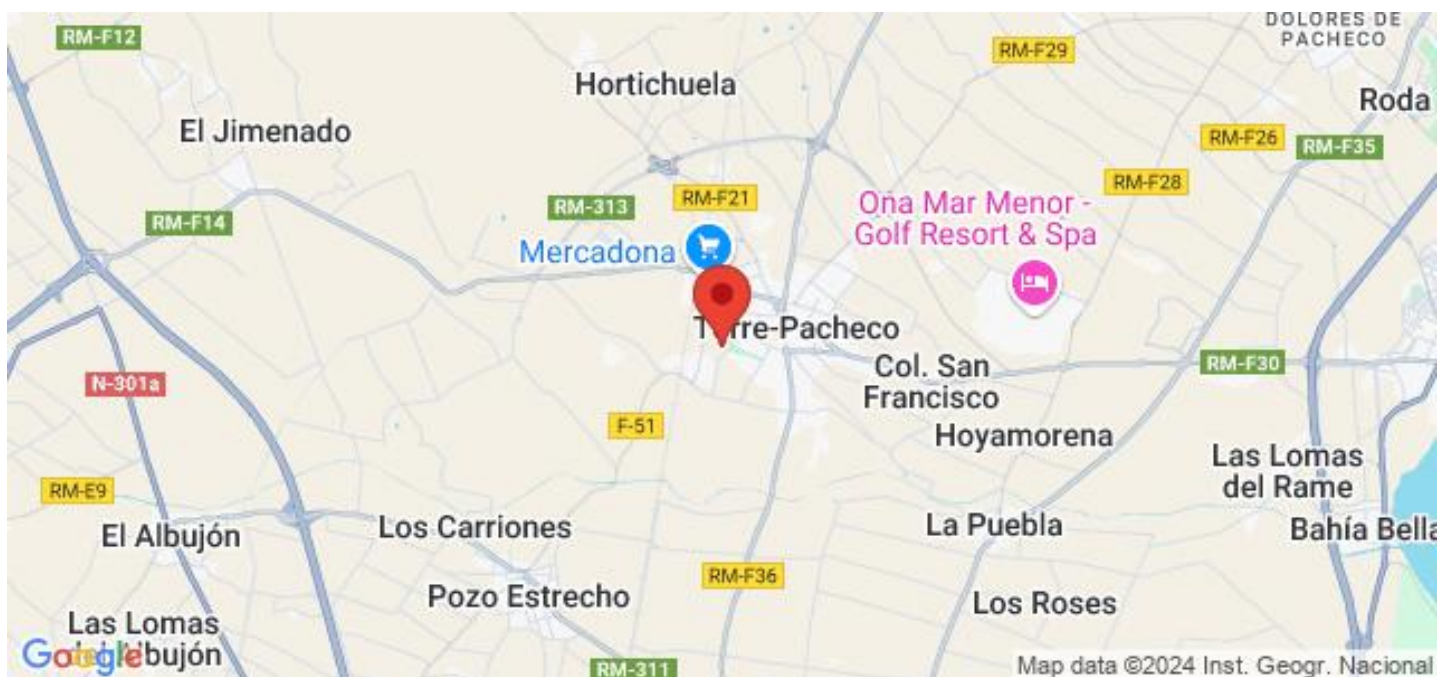 DOLORES DE
PACHECO
RM-F12
RM-F29
Hortichuela
Roda
El Jimenado
RM-F26
RM-F35
RM-F28
RM-F21
RM-313
RM-F14
Ona Mar Menor -
Golf Resort & Spa
Mercadona
Torre-Pacheco
RM-F30
N-301a
Col. San
Francisco
F-51
Hoyamorena
Las Lomas
del Rame
RM-E9
El Albujón
Los Carriones
La Puebla
Bahía Bella
RM-F36
Pozo Estrecho
Los Roses
Las Lomas
del Albujón
Google
RM-311
Map data ©2024 Inst. Geogr. Nacional